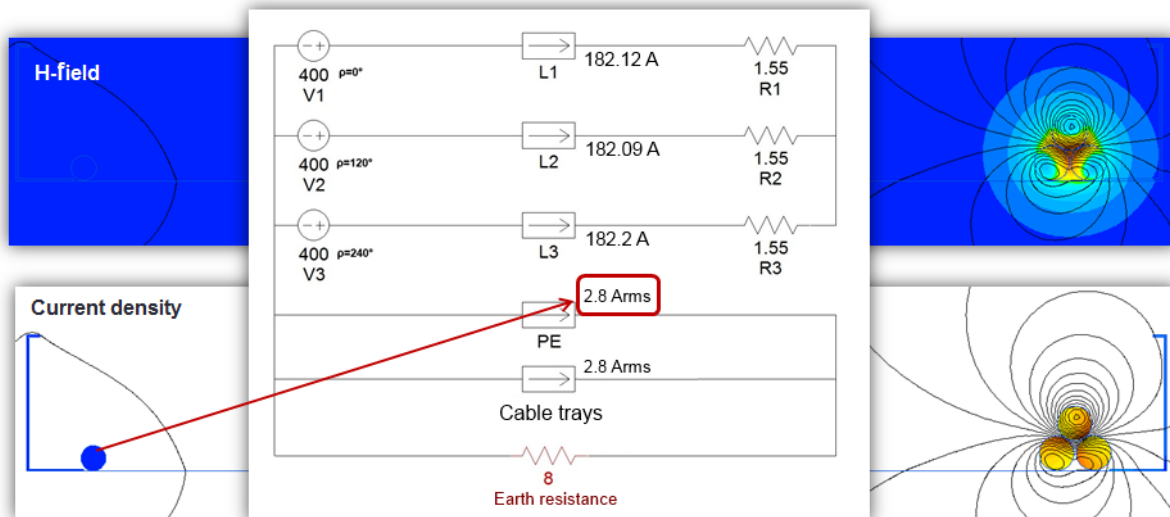 H-field
400 ρ=0°
V1
L1
182.12 A
1.55
R1
400 ρ=120°
V2
L2
182.09 A
1.55
R2
400 ρ=240°
V3
L3
182.2 A
1.55
R3
Current density
2.8 Arms
PE
2.8 Arms
Cable trays
8
Earth resistance